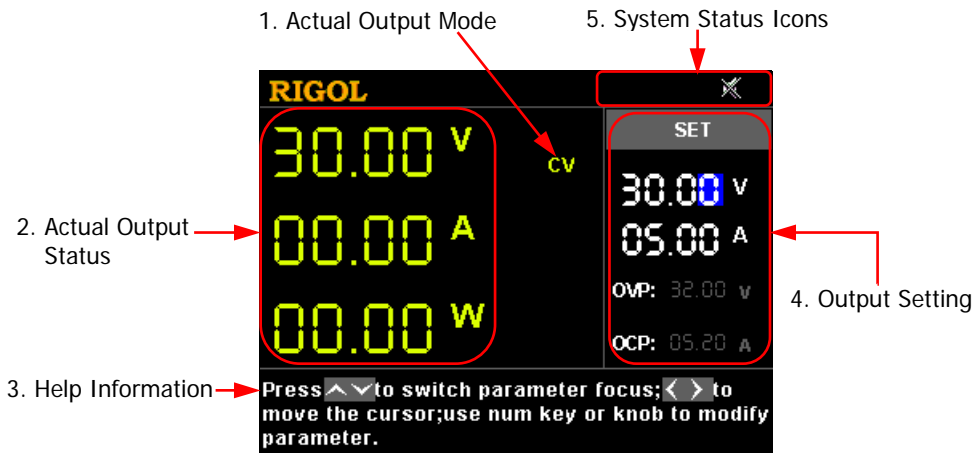 1. Actual Output Mode
5. System Status Icons
RIGOL
30.00 V
CV
00.00 A
00.00 W
SET
30.00 V
05.00 A
OVP: 32.00 V
OCP: 05.20 A
2. Actual Output
Status
4. Output Setting
3. Help Information
Press to switch parameter focus; to
move the cursor;use num key or knob to modify
parameter.